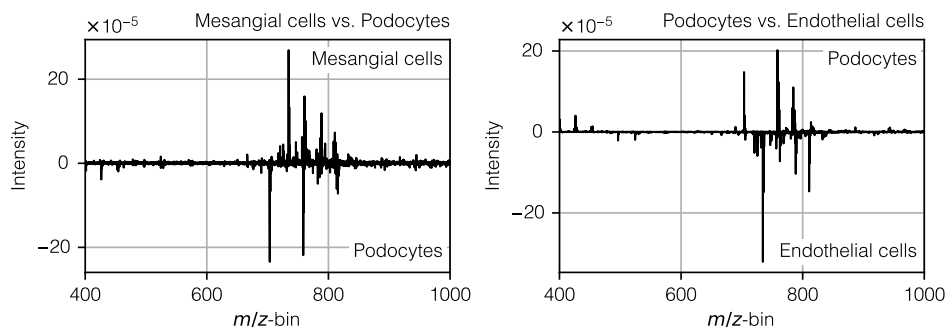 Mesangial cells vs. Podocytes
×10⁻⁵
Mesangial cells
20
0
−20
Intensity
Podocytes
400 600 800 1000
m/z-bin
Podocytes vs. Endothelial cells
×10⁻⁵
Podocytes
20
0
−20
Intensity
Endothelial cells
400 600 800 1000
m/z-bin